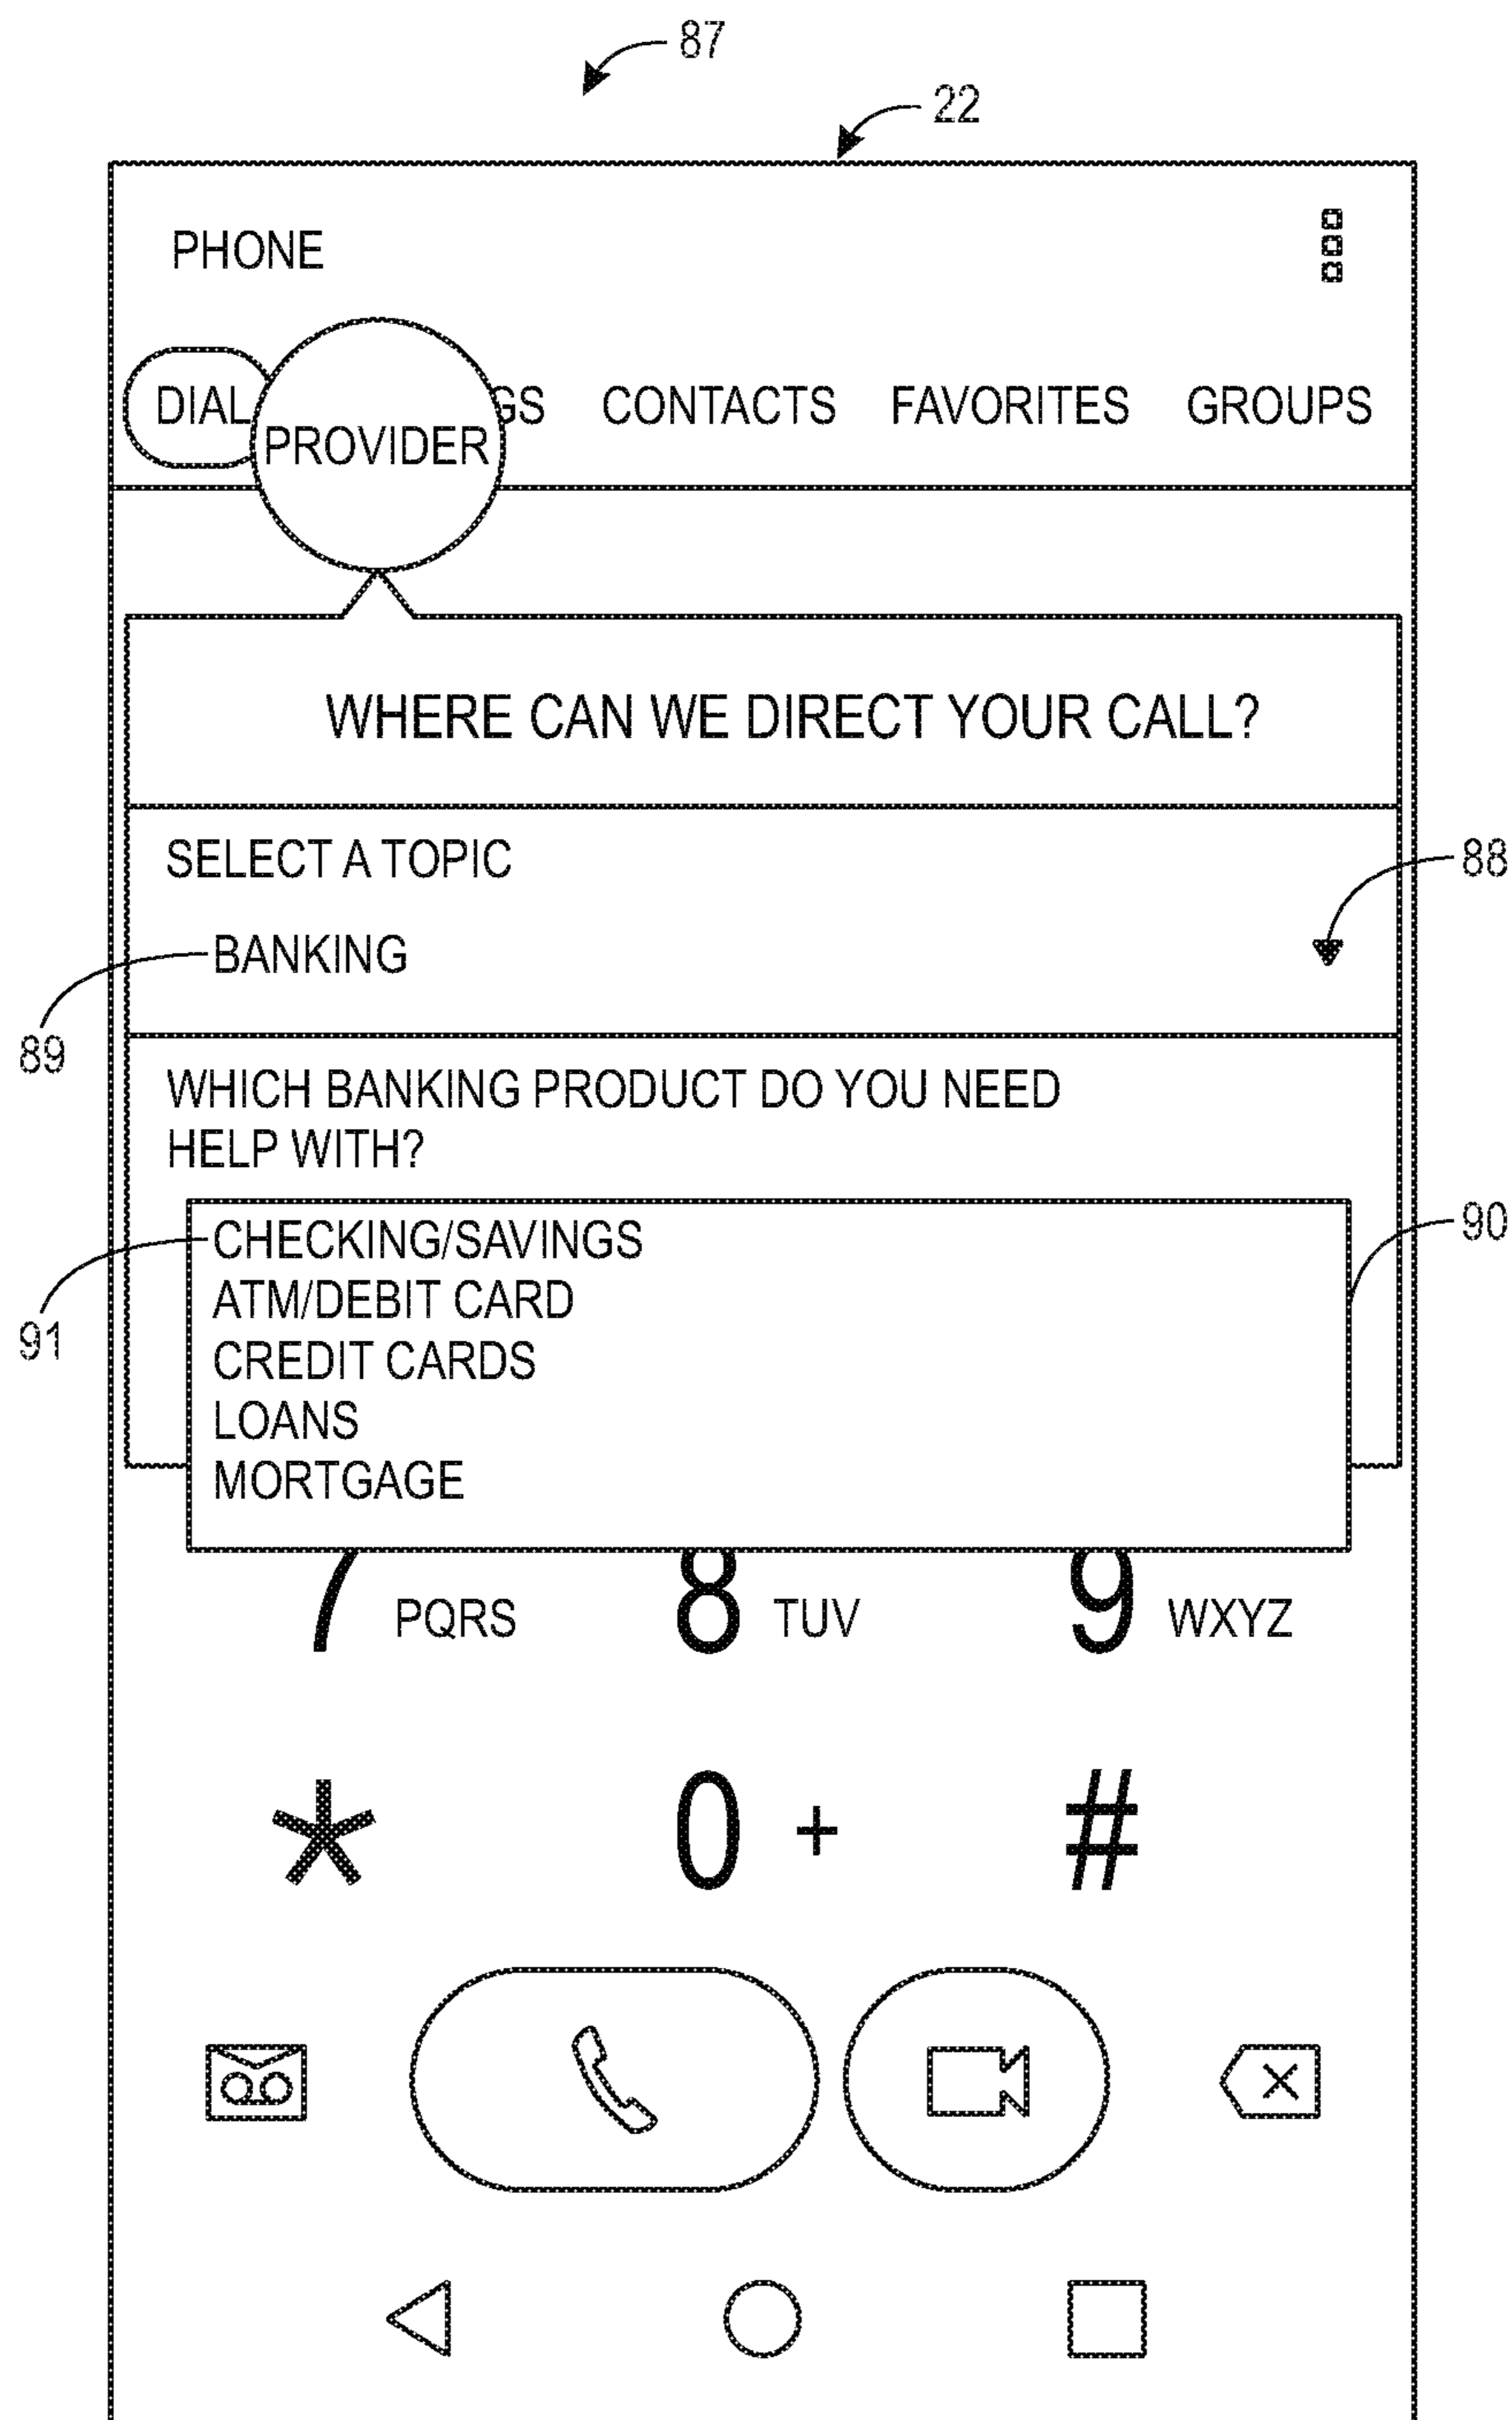 87
22
PHONE
DIAL PROVIDER GS CONTACTS FAVORITES GROUPS
WHERE CAN WE DIRECT YOUR CALL?
SELECT A TOPIC
88
BANKING
89
WHICH BANKING PRODUCT DO YOU NEED
HELP WITH?
CHECKING/SAVINGS
90
ATM/DEBIT CARD
91
CREDIT CARDS
LOANS
MORTGAGE
7 PQRS 8 TUV 9 WXYZ
* 0 + #